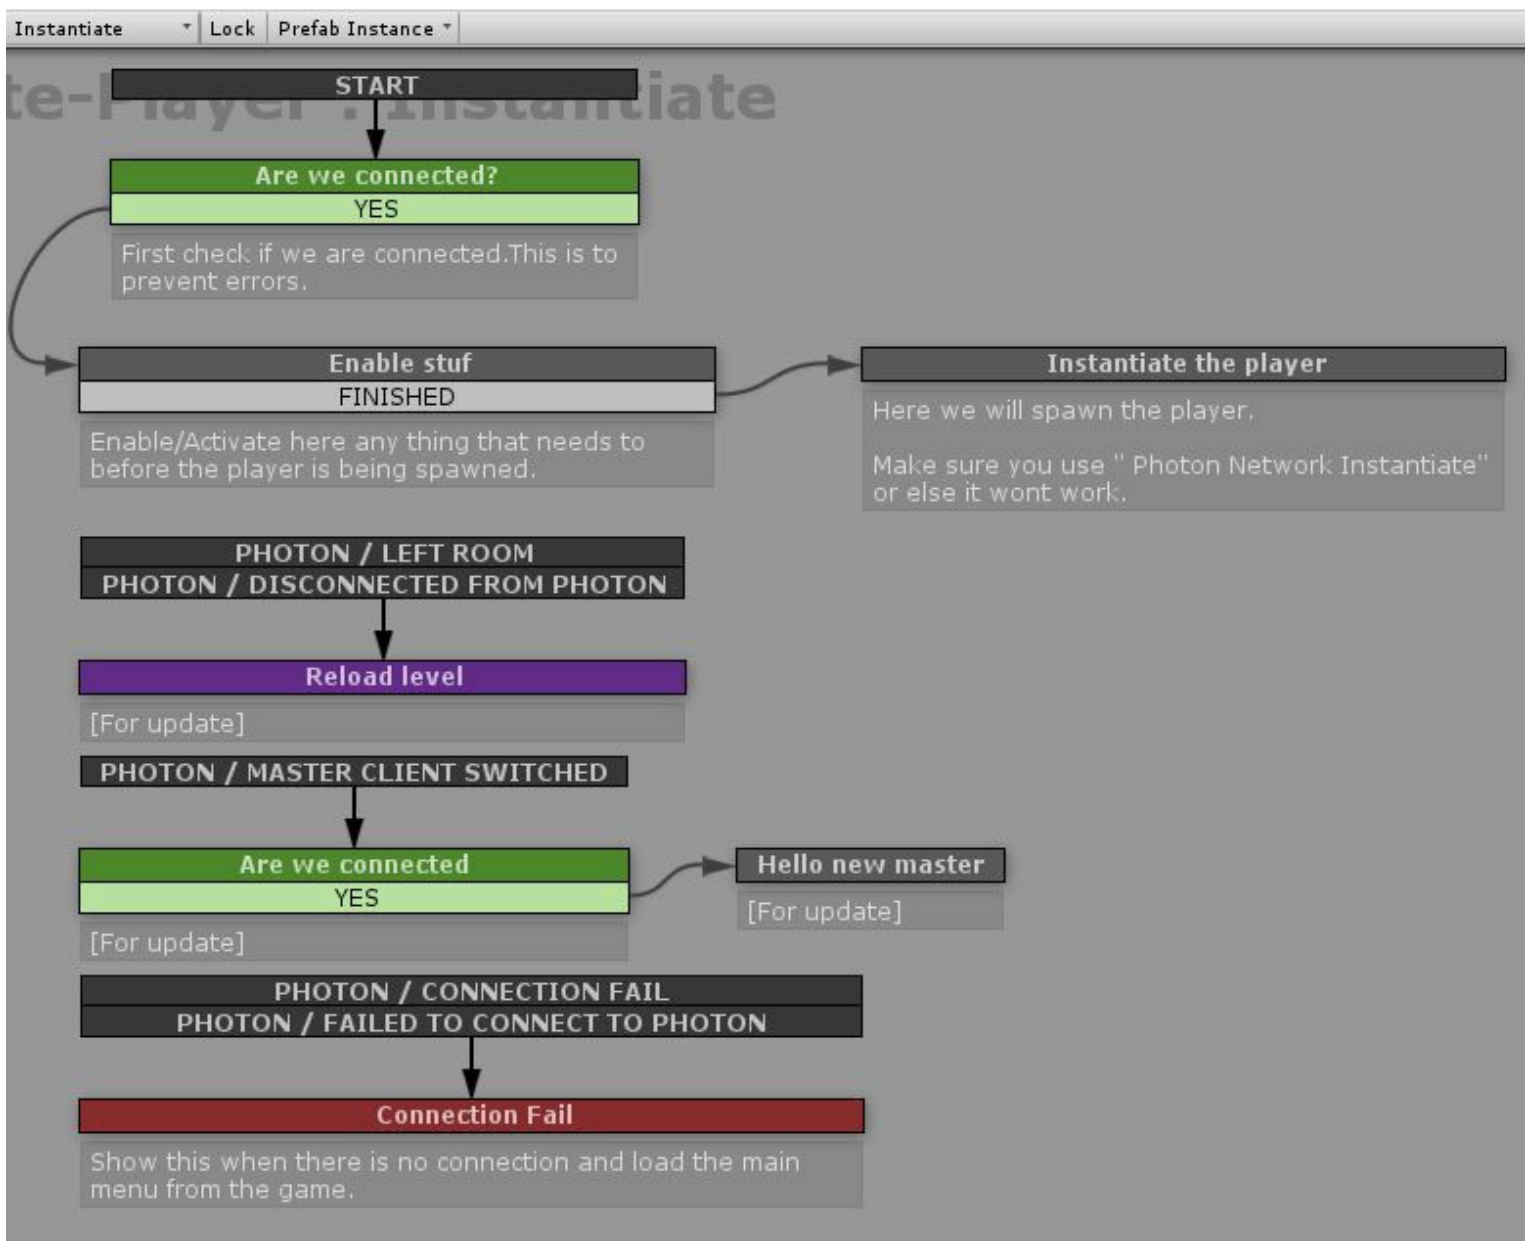 Instantiate Lock Prefab Instance
te-Player : Instantiate
START
Are we connected?
YES
First check if we are connected.This is to
prevent errors.
Enable stuf
FINISHED
Enable/Activate here any thing that needs to
before the player is being spawned.
Instantiate the player
Here we will spawn the player.
Make sure you use " Photon Network Instantiate"
or else it wont work.
PHOTON / LEFT ROOM
PHOTON / DISCONNECTED FROM PHOTON
Reload level
[For update]
PHOTON / MASTER CLIENT SWITCHED
Are we connected
YES
[For update]
Hello new master
[For update]
PHOTON / CONNECTION FAIL
PHOTON / FAILED TO CONNECT TO PHOTON
Connection Fail
Show this when there is no connection and load the main
menu from the game.